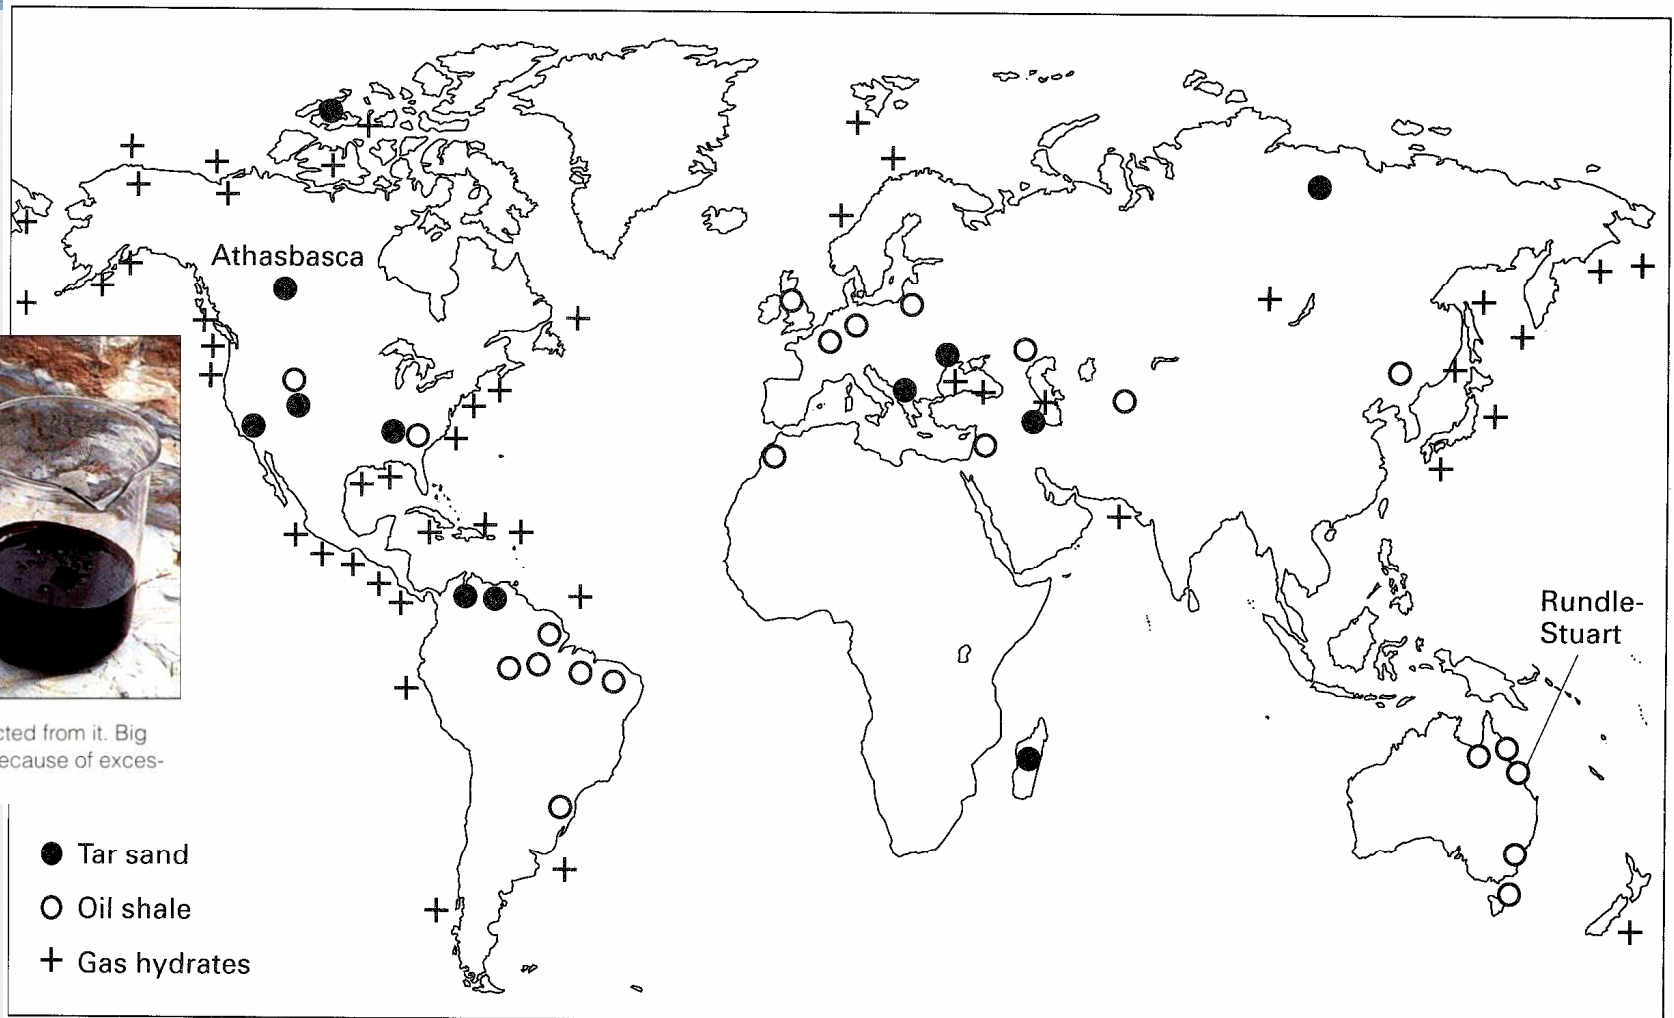 Athasbasca
cted from it. Big
ecause of exces-
Rundle-
Stuart
Tar sand
Oil shale
Gas hydrates